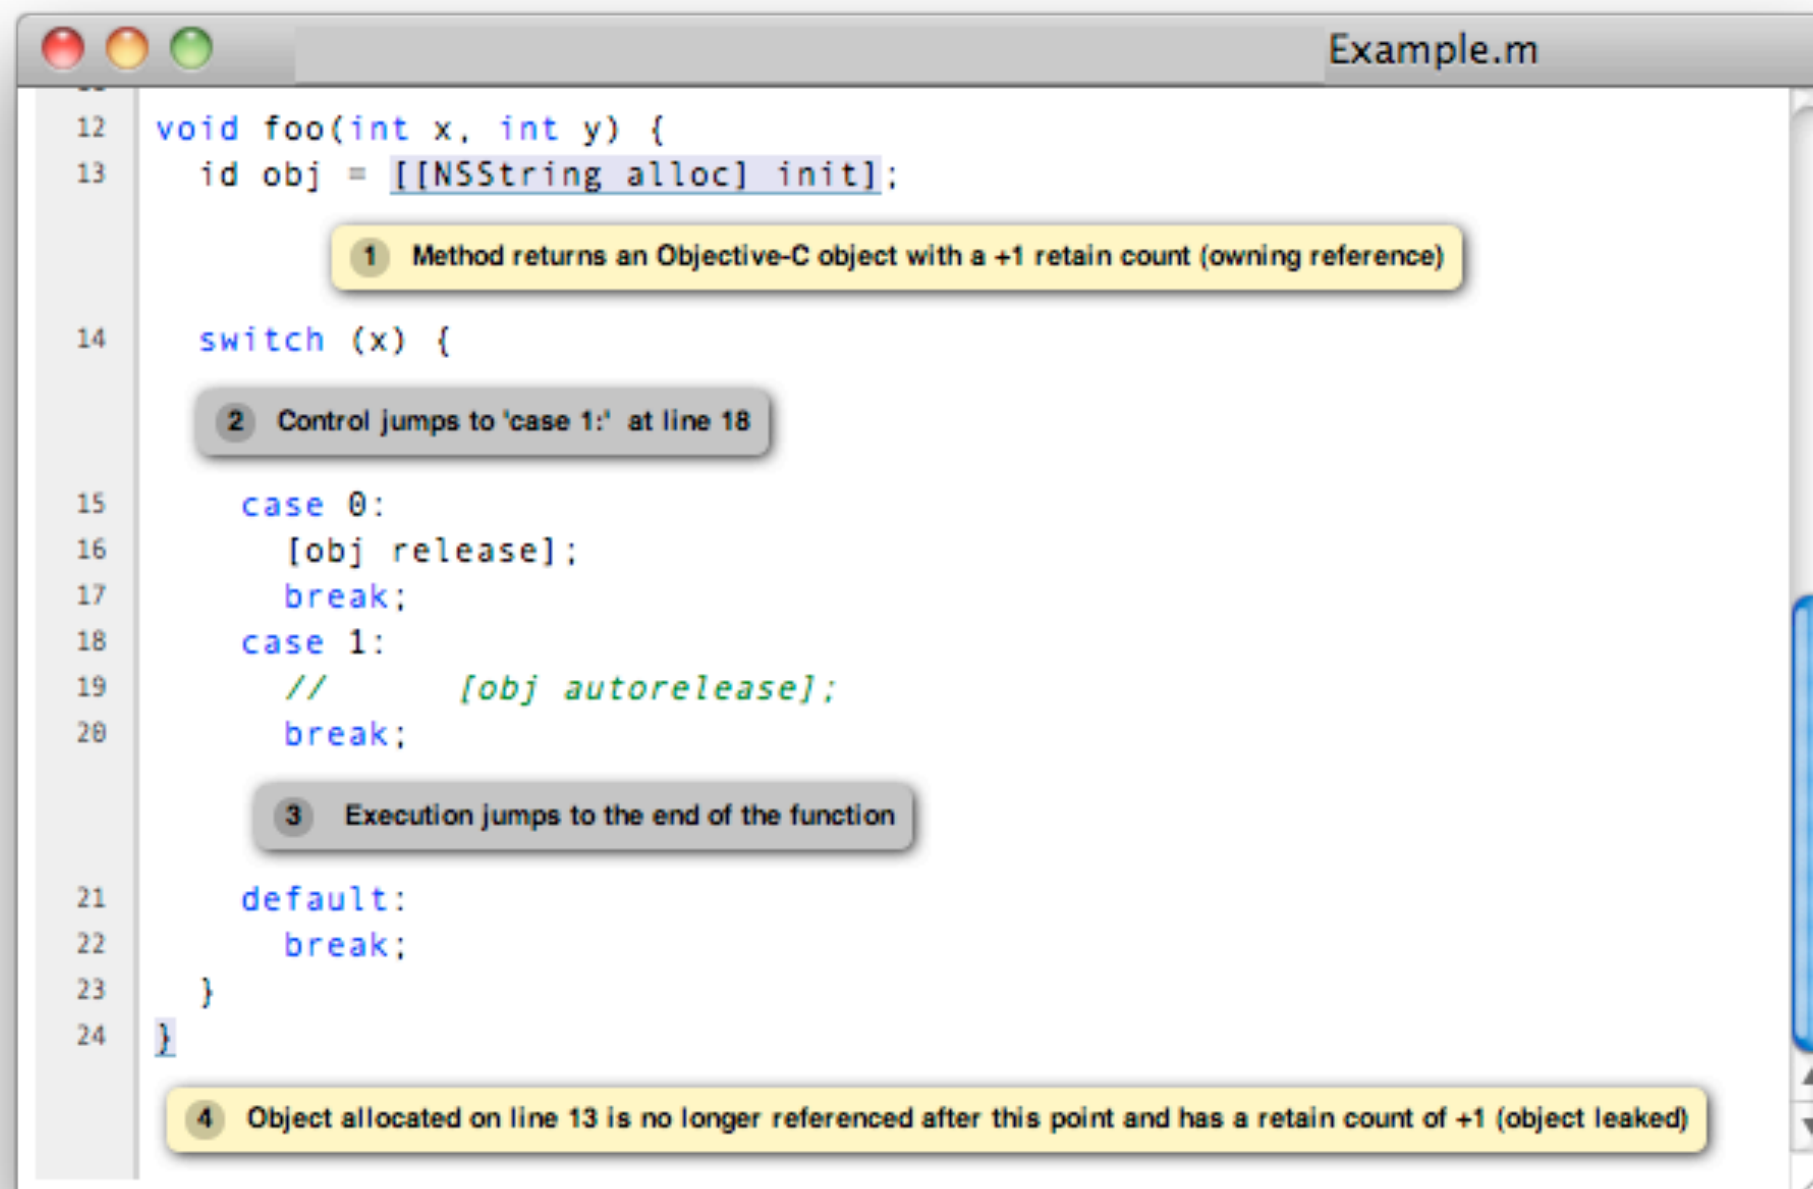 Example.m
12 void foo(int x, int y) {
13 id obj = [[NSString alloc] init];
1 Method returns an Objective-C object with a +1 retain count (owning reference)
14 switch (x) {
2 Control jumps to 'case 1:' at line 18
15 case 0:
16 [obj release];
17 break;
18 case 1:
19 // [obj autorelease];
20 break;
3 Execution jumps to the end of the function
21 default:
22 break;
23 }
24 }
4 Object allocated on line 13 is no longer referenced after this point and has a retain count of +1 (object leaked)